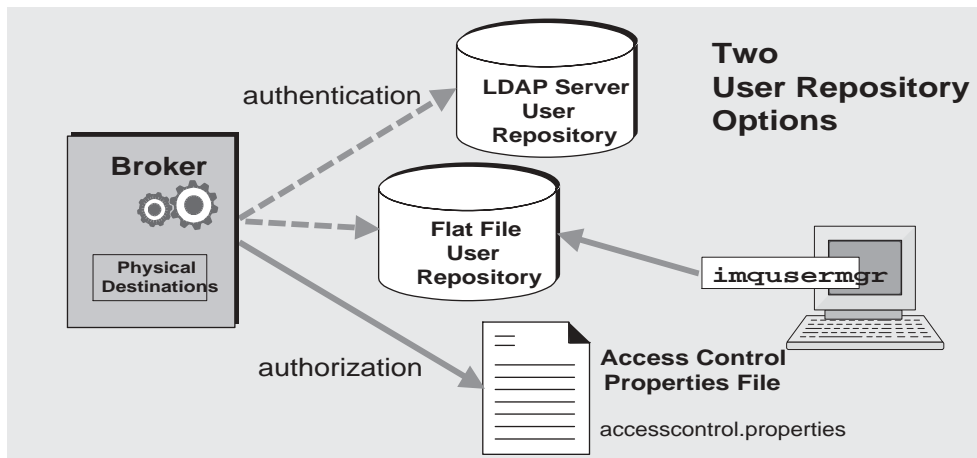 Two
User Repository
Options
authentication
LDAP Server
User
Repository
Broker
Physical
Destinations
Flat File
User
Repository
imqusermgr
authorization
Access Control
Properties File
accesscontrol.properties